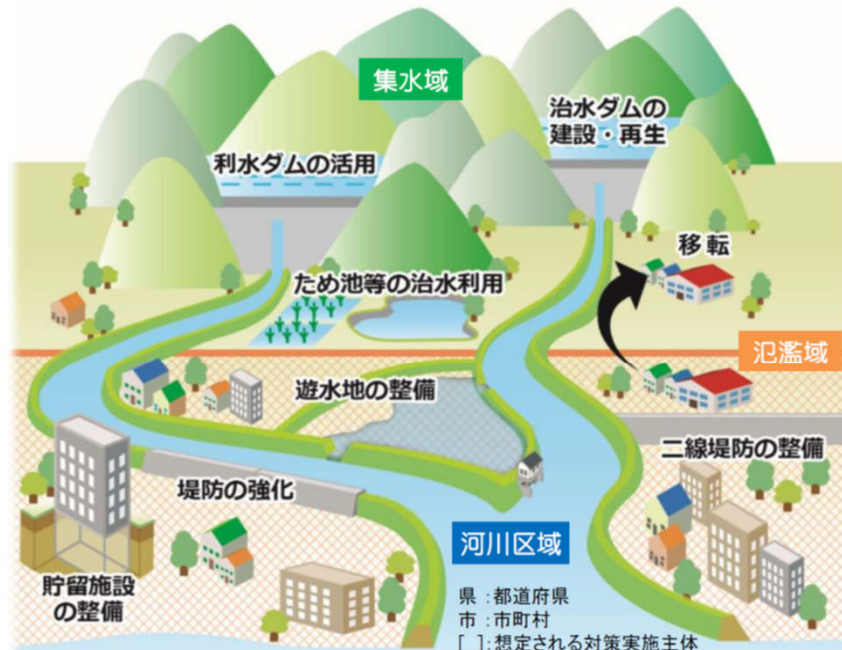 集水域
治水ダムの
建設・再生
利水ダムの活用
移転
ため池等の治水利用
氾濫域
遊水地の整備
二線堤防の整備
堤防の強化
河川区域
貯留施設
の整備
県：都道府県
市：市町村
[ ]：想定される対策実施主体